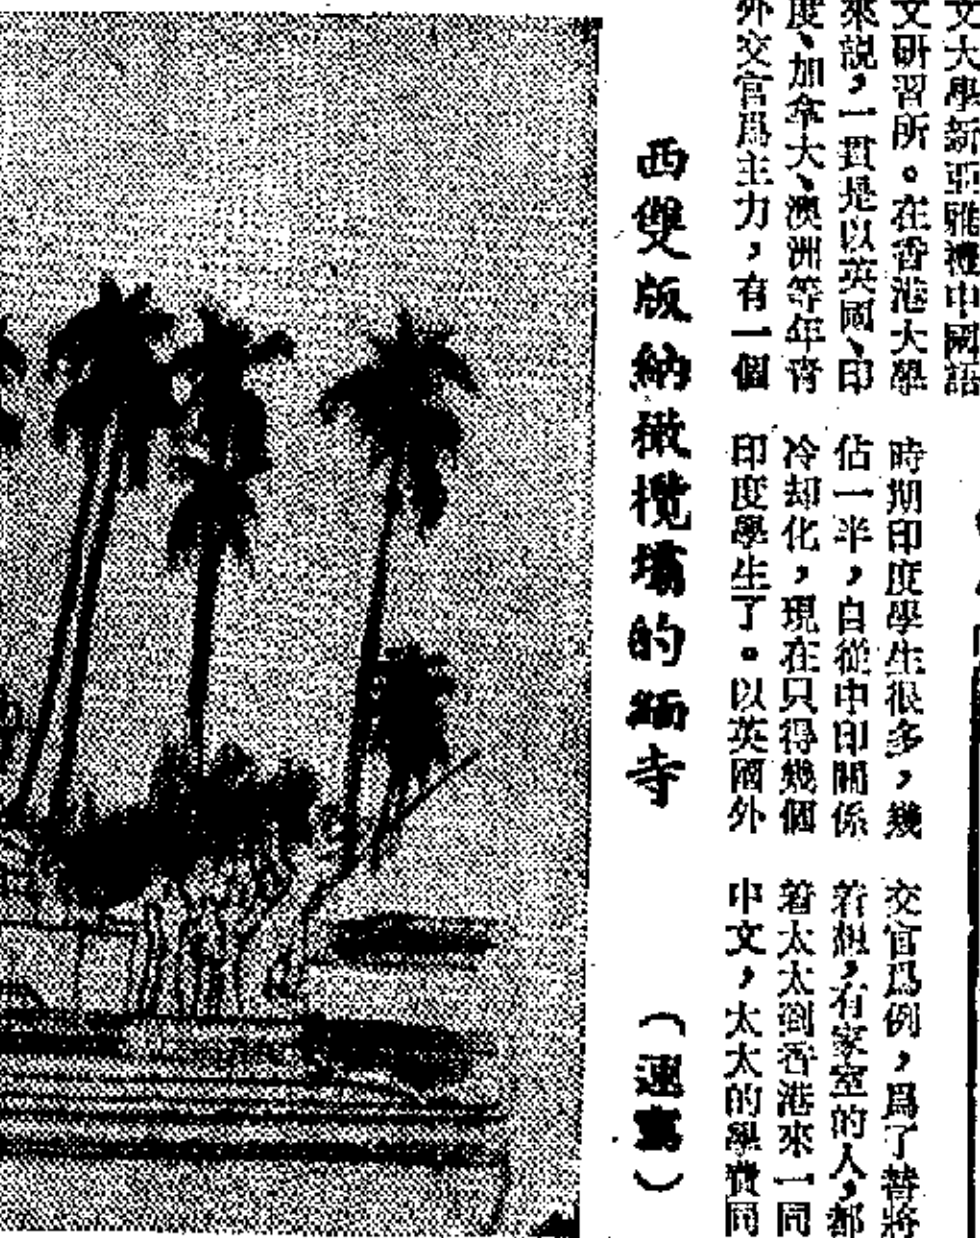 文大學新亞雅禮中國語
文研習所。在香港大學
來説，一貫是以英國、印
度、加拿大、澳洲等年青
外交官爲主力，有一個
時期印度學生很多，幾
佔一半，自從中印關係
冷却化，現在只得幾個
印度學生了。以英國外
交官爲例，爲了替將
着想，有家室的人，都
着太太到香港來一同
中文，太太的學費同
西雙版納橄欖壩的緬寺
（速寫）